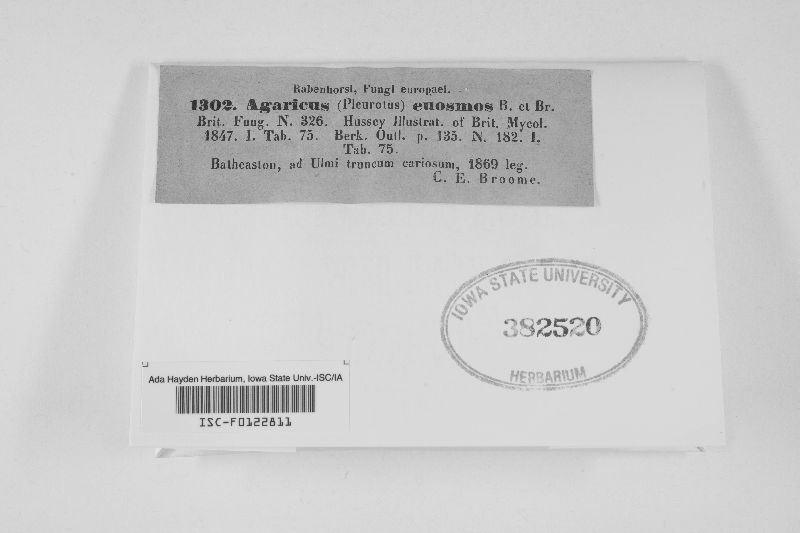 Rabenhorst, Fungi europaei.
1302. Agaricus (Pleurotus) euosmos B. et Br.
Brit. Fung. N. 326. Hussey Illustrat. of Brit. Mycol.
1847. I. Tab. 75. Berk. Outl. p. 135. N. 182. I.
Tab. 75.
Batheaston, ad Ulmi truncum cariosum, 1869 leg.
C. E. Broome.
IOWA STATE UNIVERSITY
382520
HERBARIUM
Ada Hayden Herbarium, Iowa State Univ.-ISC/IA
ISC-F0122811